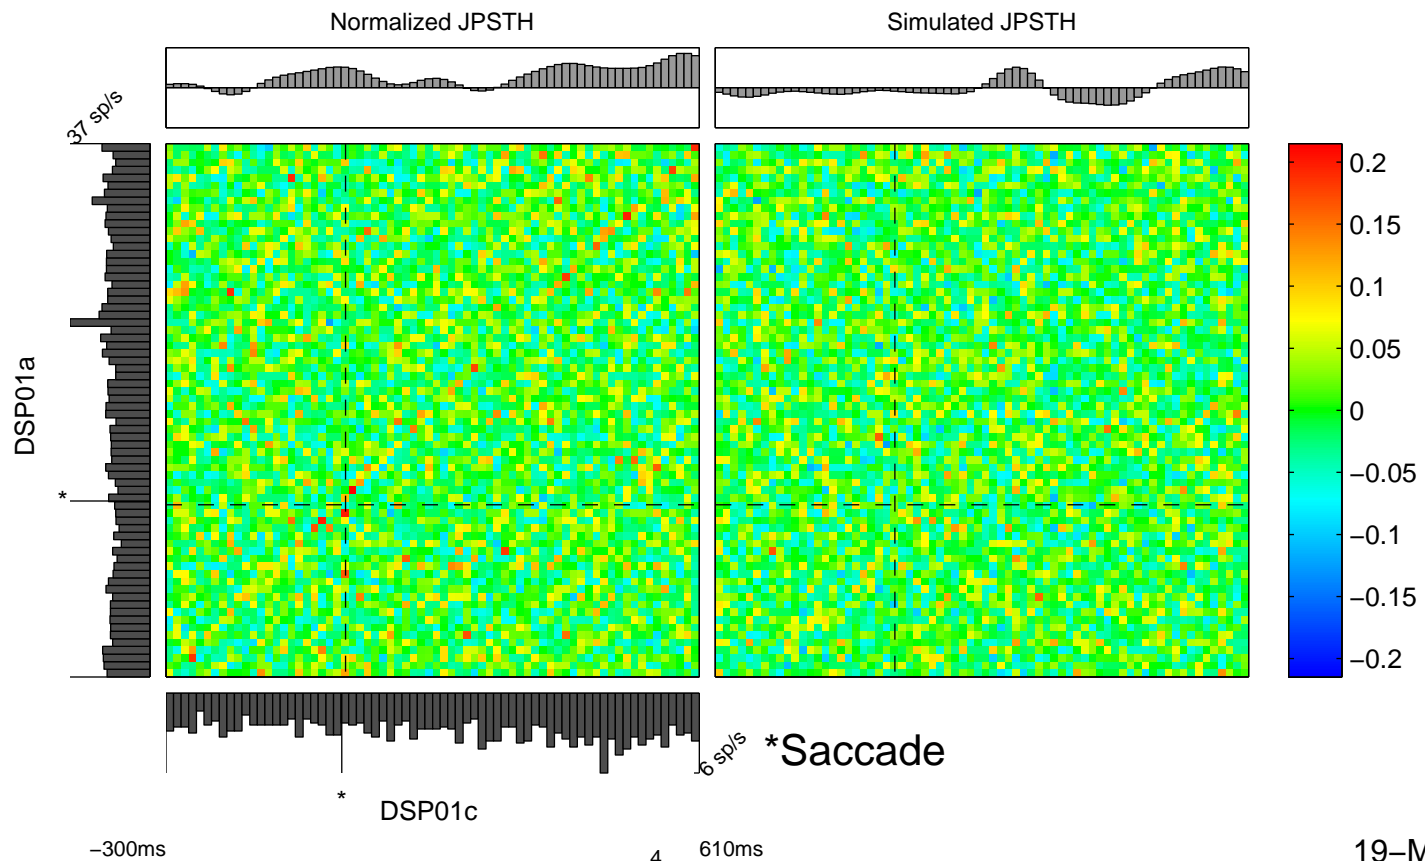 Normalized JPSTH
Simulated JPSTH
37 sp/s
DSP01a
*
0.2
0.15
0.1
0.05
0
−0.05
−0.1
−0.15
−0.2
6 sp/s
*Saccade
*
DSP01c
−300ms
4
610ms
19−M